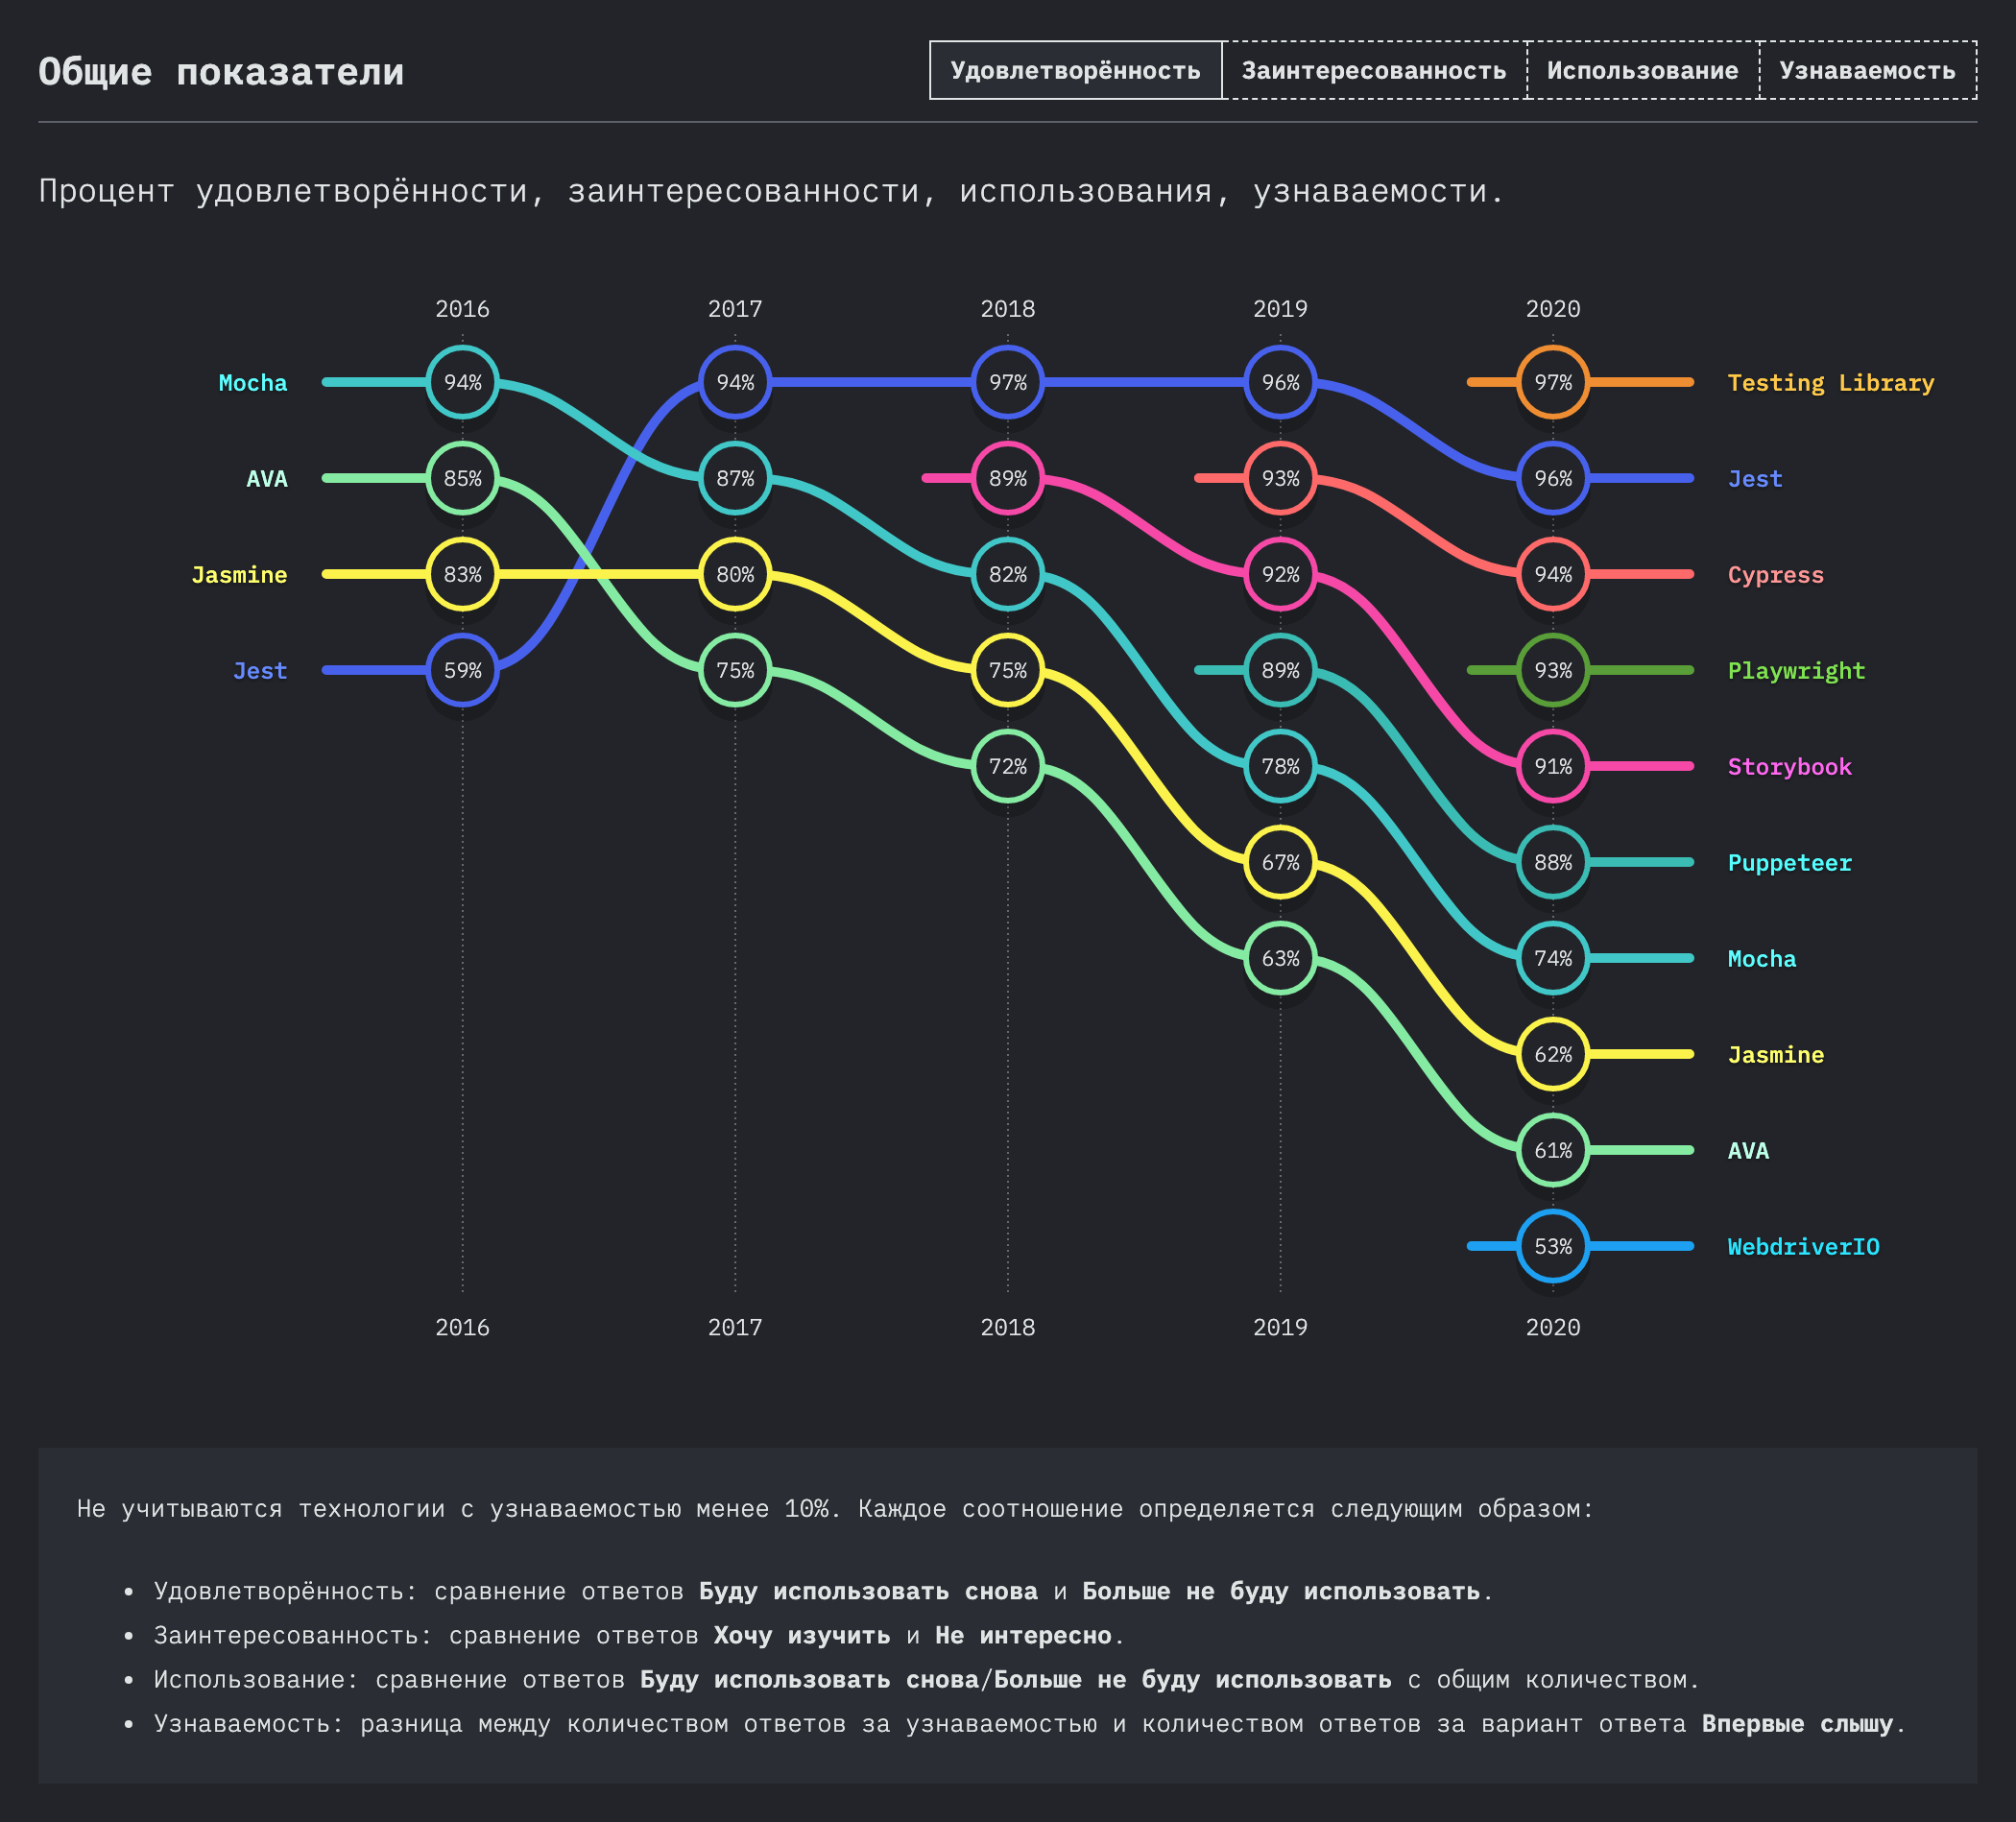 Общие показатели
Удовлетворённость Заинтересованность Использование Узнаваемость
Процент удовлетворённости, заинтересованности, использования, узнаваемости.
2016 2017 2018 2019 2020
Mocha 94% 94% 97% 96% 97% Testing Library
AVA 85% 87% 89% 93% 96% Jest
Jasmine 83% 80% 82% 92% 94% Cypress
Jest 59% 75% 75% 89% 93% Playwright
72% 78% 91% Storybook
67% 88% Puppeteer
63% 74% Mocha
62% Jasmine
61% AVA
53% WebdriverIO
2016 2017 2018 2019 2020
Не учитываются технологии с узнаваемостью менее 10%. Каждое соотношение определяется следующим образом:
• Удовлетворённость: сравнение ответов Буду использовать снова и Больше не буду использовать.
• Заинтересованность: сравнение ответов Хочу изучить и Не интересно.
• Использование: сравнение ответов Буду использовать снова/Больше не буду использовать с общим количеством.
• Узнаваемость: разница между количеством ответов за узнаваемостью и количеством ответов за вариант ответа Впервые слышу.